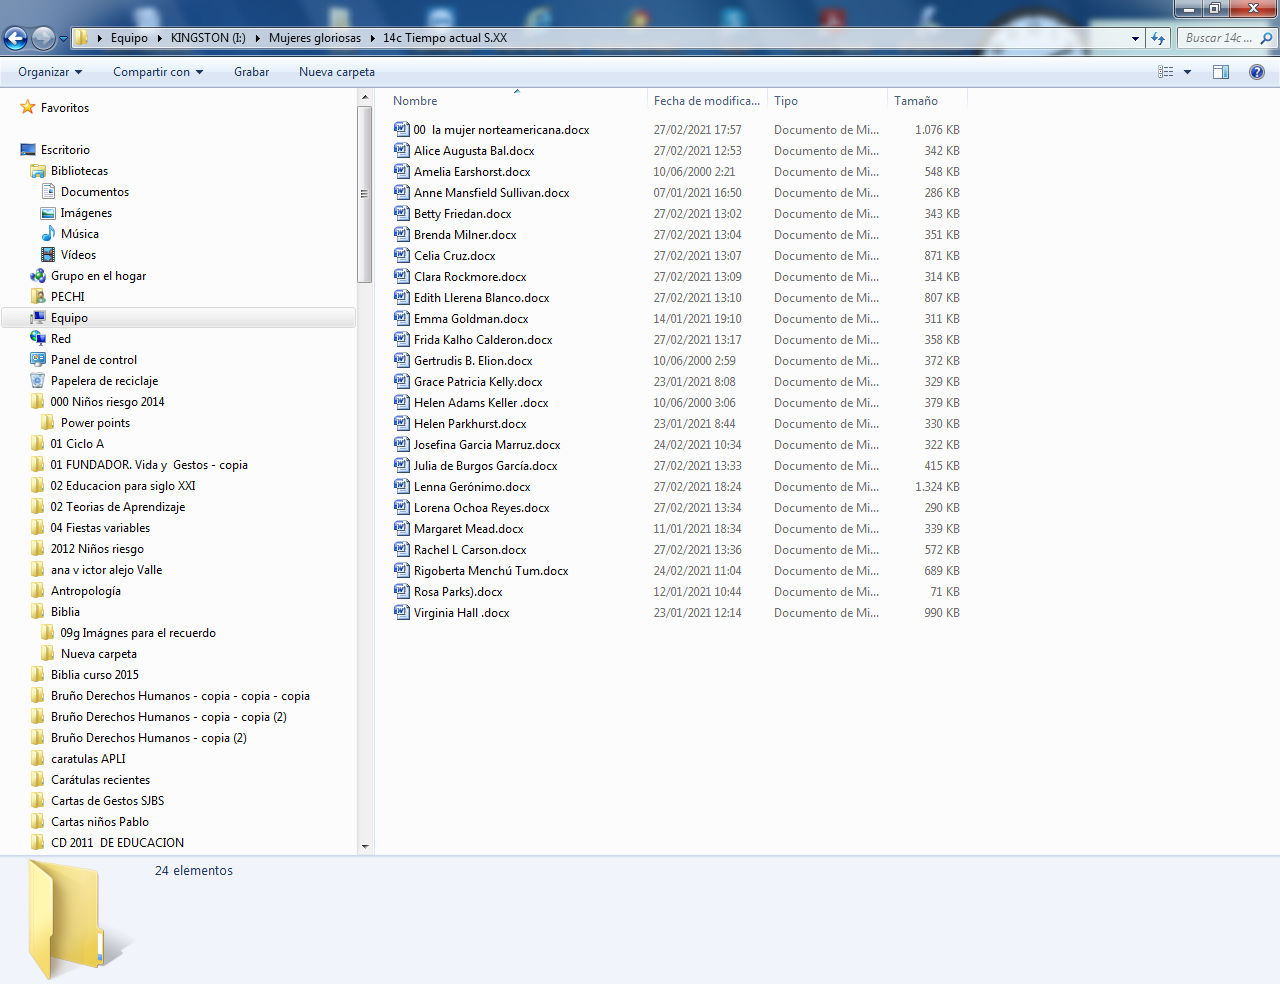 Equipo KINGSTON (I:) Mujeres gloriosas 14c Tiempo actual S.XX Buscar 14c ...
Organizar Compartir con Grabar Nueva carpeta
Favoritos
Escritorio
Bibliotecas
Documentos
Imágenes
Música
Vídeos
Grupo en el hogar
PECHI
Equipo
Red
Panel de control
Papelera de reciclaje
000 Niños riesgo 2014
Power points
01 Ciclo A
01 FUNDADOR. Vida y  Gestos - copia
02 Educacion para siglo XXI
02 Teorias de Aprendizaje
04 Fiestas variables
2012 Niños riesgo
ana v ictor alejo Valle
Antropología
Biblia
09g Imágnes para el recuerdo
Nueva carpeta
Biblia curso 2015
Bruño Derechos Humanos - copia - copia - copia
Bruño Derechos Humanos - copia - copia (2)
Bruño Derechos Humanos - copia (2)
caratulas APLI
Carátulas recientes
Cartas de Gestos SJBS
Cartas niños Pablo
CD 2011  DE EDUCACION
Nombre Fecha de modifica... Tipo Tamaño
00  la mujer norteamericana.docx 27/02/2021 17:57 Documento de Mi... 1.076 KB
Alice Augusta Bal.docx 27/02/2021 12:53 Documento de Mi... 342 KB
Amelia Earshorst.docx 10/06/2000 2:21 Documento de Mi... 548 KB
Anne Mansfield Sullivan.docx 07/01/2021 16:50 Documento de Mi... 286 KB
Betty Friedan.docx 27/02/2021 13:02 Documento de Mi... 343 KB
Brenda Milner.docx 27/02/2021 13:04 Documento de Mi... 351 KB
Celia Cruz.docx 27/02/2021 13:07 Documento de Mi... 871 KB
Clara Rockmore.docx 27/02/2021 13:09 Documento de Mi... 314 KB
Edith Llerena Blanco.docx 27/02/2021 13:10 Documento de Mi... 807 KB
Emma Goldman.docx 14/01/2021 19:10 Documento de Mi... 311 KB
Frida Kalho Calderon.docx 27/02/2021 13:17 Documento de Mi... 358 KB
Gertrudis B. Elion.docx 10/06/2000 2:59 Documento de Mi... 372 KB
Grace Patricia Kelly.docx 23/01/2021 8:08 Documento de Mi... 329 KB
Helen Adams Keller .docx 10/06/2000 3:06 Documento de Mi... 379 KB
Helen Parkhurst.docx 23/01/2021 8:44 Documento de Mi... 330 KB
Josefina Garcia Marruz.docx 24/02/2021 10:34 Documento de Mi... 322 KB
Julia de Burgos García.docx 27/02/2021 13:33 Documento de Mi... 415 KB
Lenna Gerónimo.docx 27/02/2021 18:24 Documento de Mi... 1.324 KB
Lorena Ochoa Reyes.docx 27/02/2021 13:34 Documento de Mi... 290 KB
Margaret Mead.docx 11/01/2021 18:34 Documento de Mi... 339 KB
Rachel L Carson.docx 27/02/2021 13:36 Documento de Mi... 572 KB
Rigoberta Menchú Tum.docx 24/02/2021 11:04 Documento de Mi... 689 KB
Rosa Parks).docx 12/01/2021 10:44 Documento de Mi... 71 KB
Virginia Hall .docx 23/01/2021 12:14 Documento de Mi... 990 KB
24 elementos